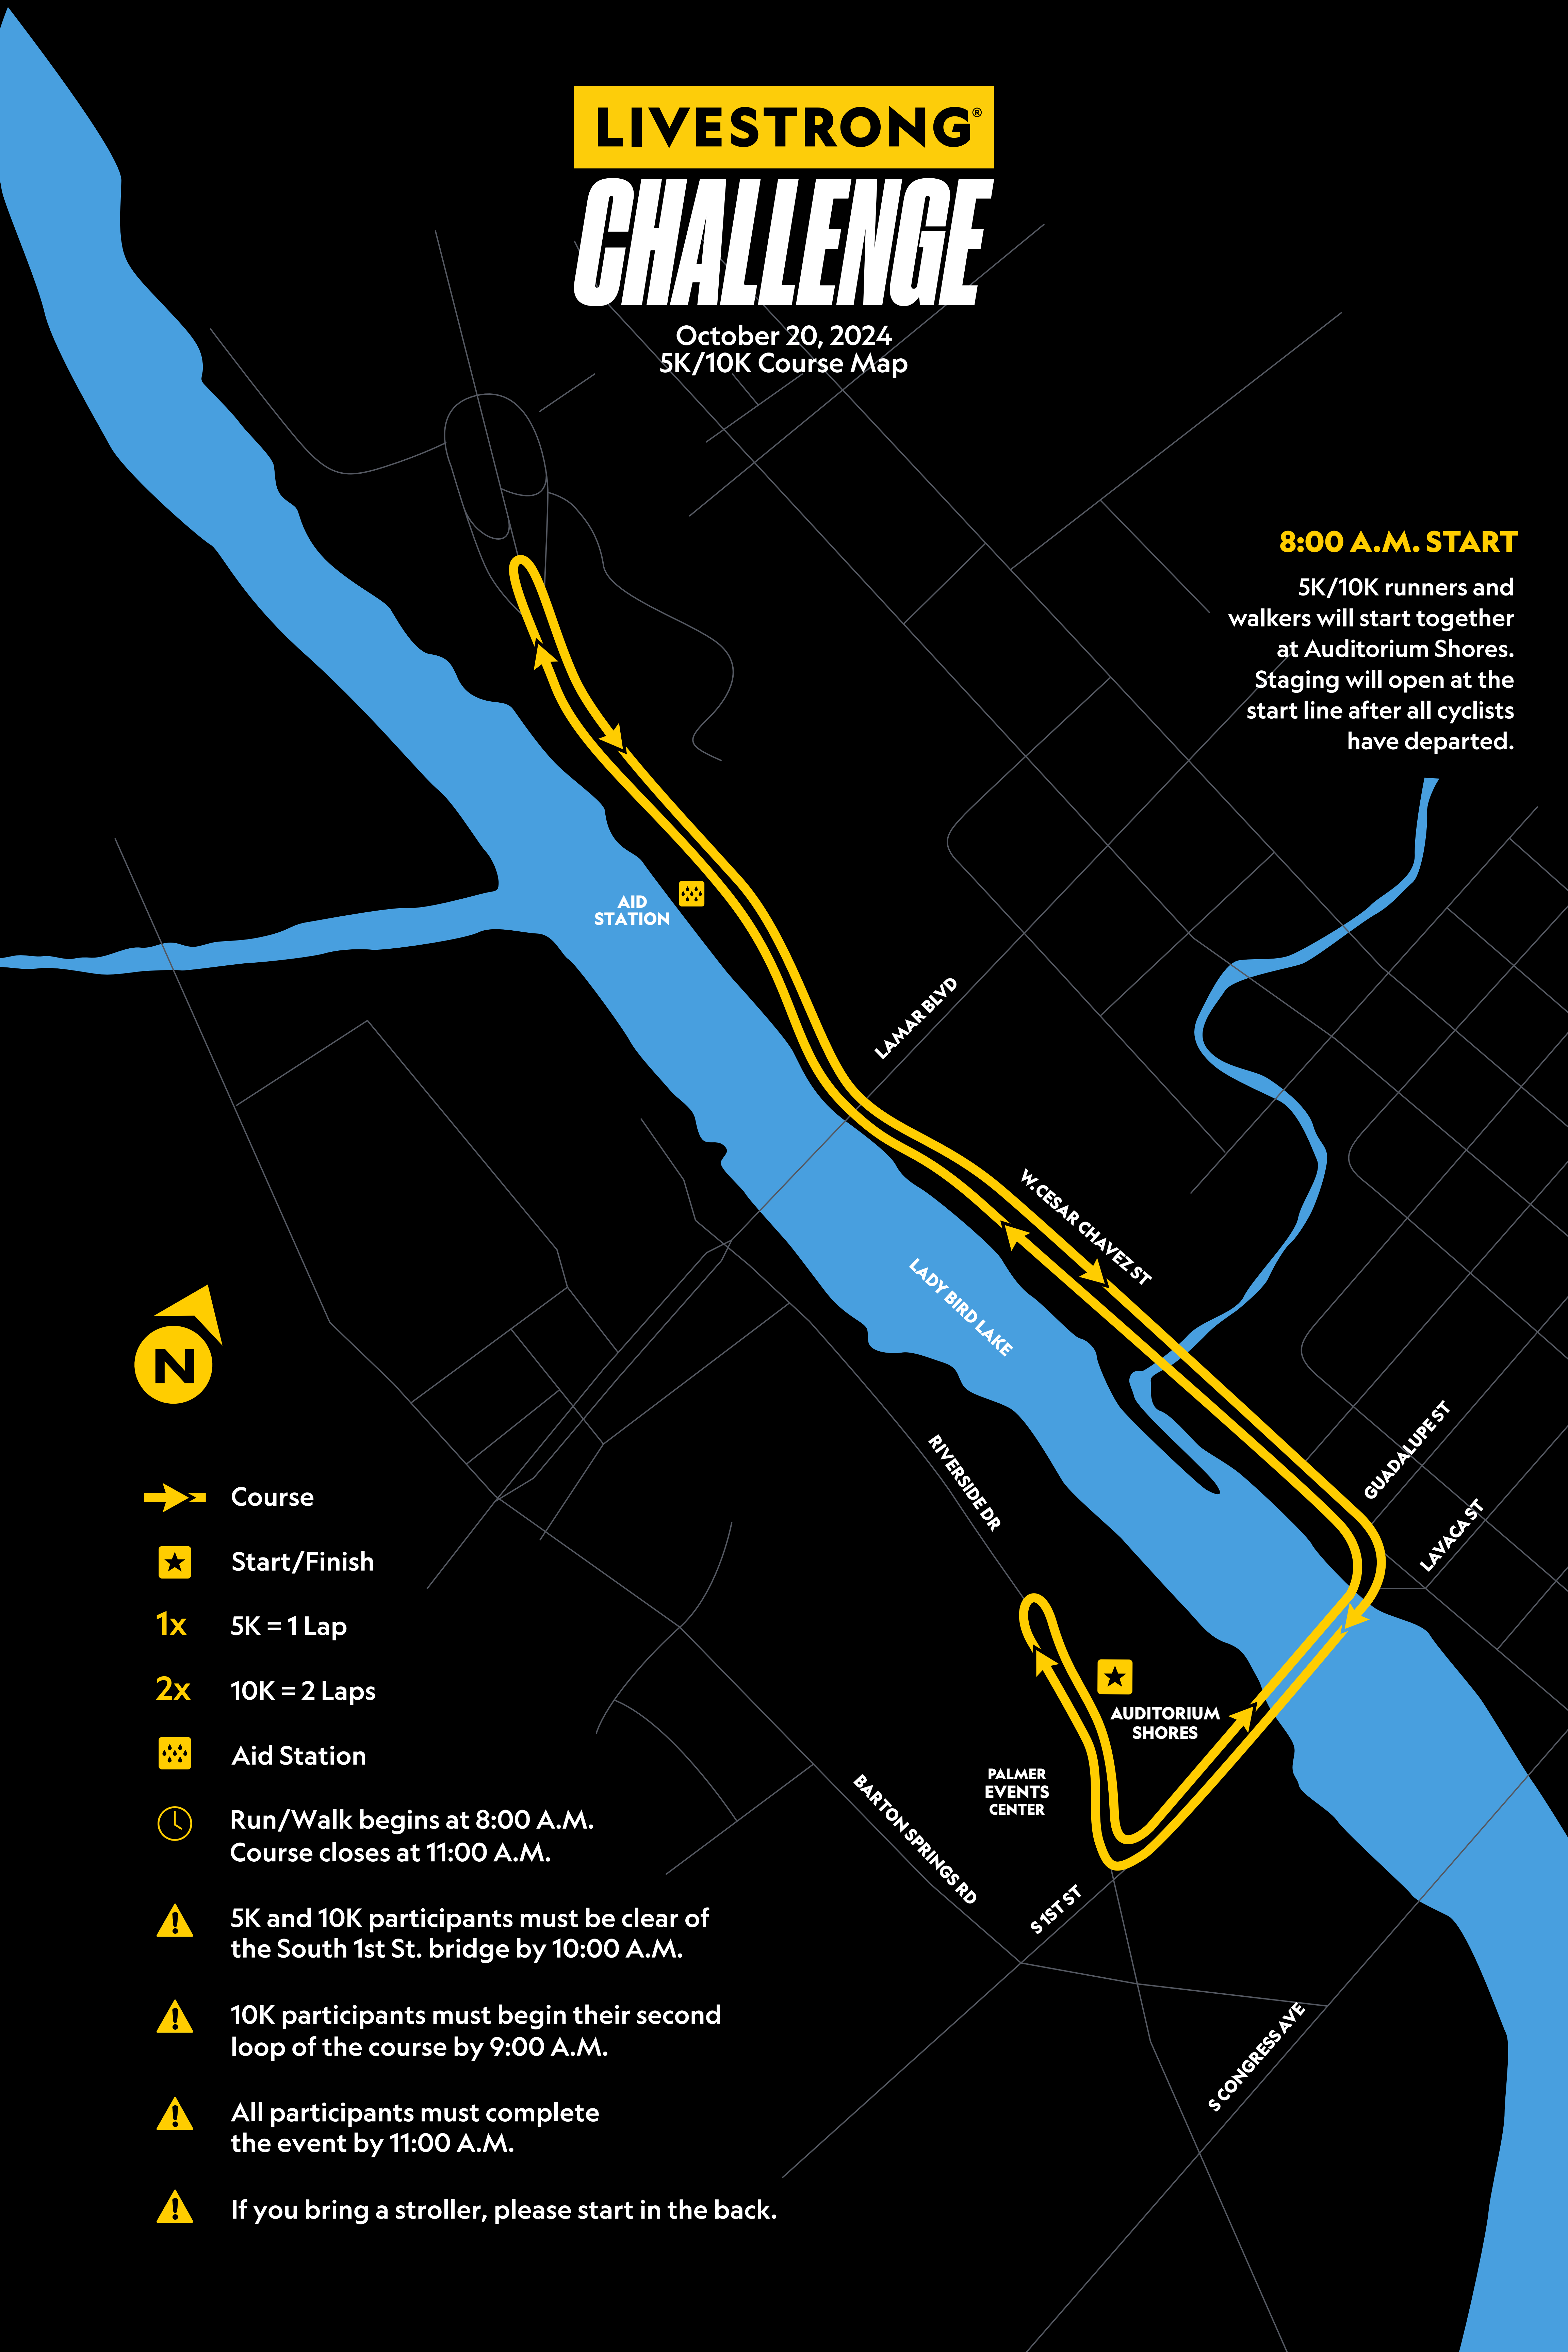 LIVESTRONG®
CHALLENGE
October 20, 2024
5K/10K Course Map
8:00 A.M. START
5K/10K runners and
walkers will start together
at Auditorium Shores.
Staging will open at the
start line after all cyclists
have departed.
AID
STATION
LAMAR BLVD
W. CESAR CHAVEZ ST
LADY BIRD LAKE
RIVERSIDE DR
GUADALUPE ST
LAVACA ST
AUDITORIUM
SHORES
PALMER
EVENTS
CENTER
BARTON SPRINGS RD
S 1ST ST
S CONGRESS AVE
N
Course
Start/Finish
1x 5K = 1 Lap
2x 10K = 2 Laps
Aid Station
Run/Walk begins at 8:00 A.M.
Course closes at 11:00 A.M.
5K and 10K participants must be clear of
the South 1st St. bridge by 10:00 A.M.
10K participants must begin their second
loop of the course by 9:00 A.M.
All participants must complete
the event by 11:00 A.M.
If you bring a stroller, please start in the back.